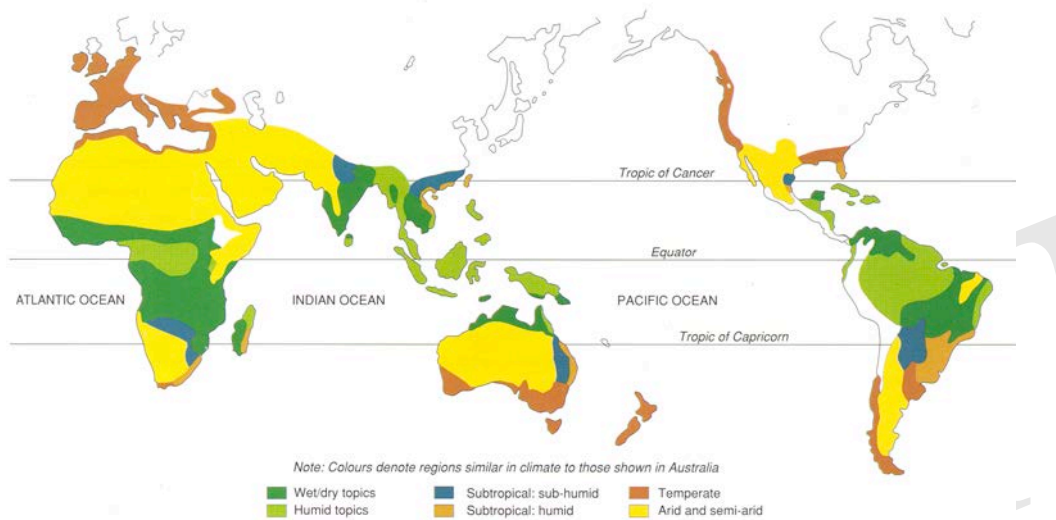 Tropic of Cancer
Equator
ATLANTIC OCEAN
INDIAN OCEAN
PACIFIC OCEAN
Tropic of Capricorn
Note: Colours denote regions similar in climate to those shown in Australia
Wet/dry topics
Subtropical: sub-humid
Temperate
Humid topics
Subtropical: humid
Arid and semi-arid